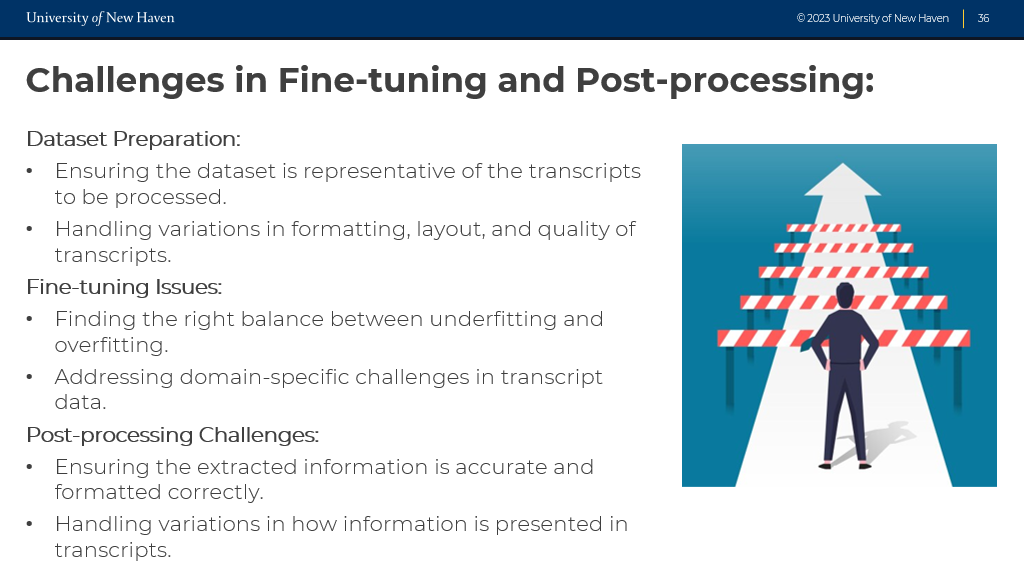 University of New Haven
© 2023 University of New Haven
36
Challenges in Fine-tuning and Post-processing:
Dataset Preparation:
• Ensuring the dataset is representative of the transcripts
to be processed.
• Handling variations in formatting, layout, and quality of
transcripts.
Fine-tuning Issues:
• Finding the right balance between underfitting and
overfitting.
• Addressing domain-specific challenges in transcript
data.
Post-processing Challenges:
• Ensuring the extracted information is accurate and
formatted correctly.
• Handling variations in how information is presented in
transcripts.